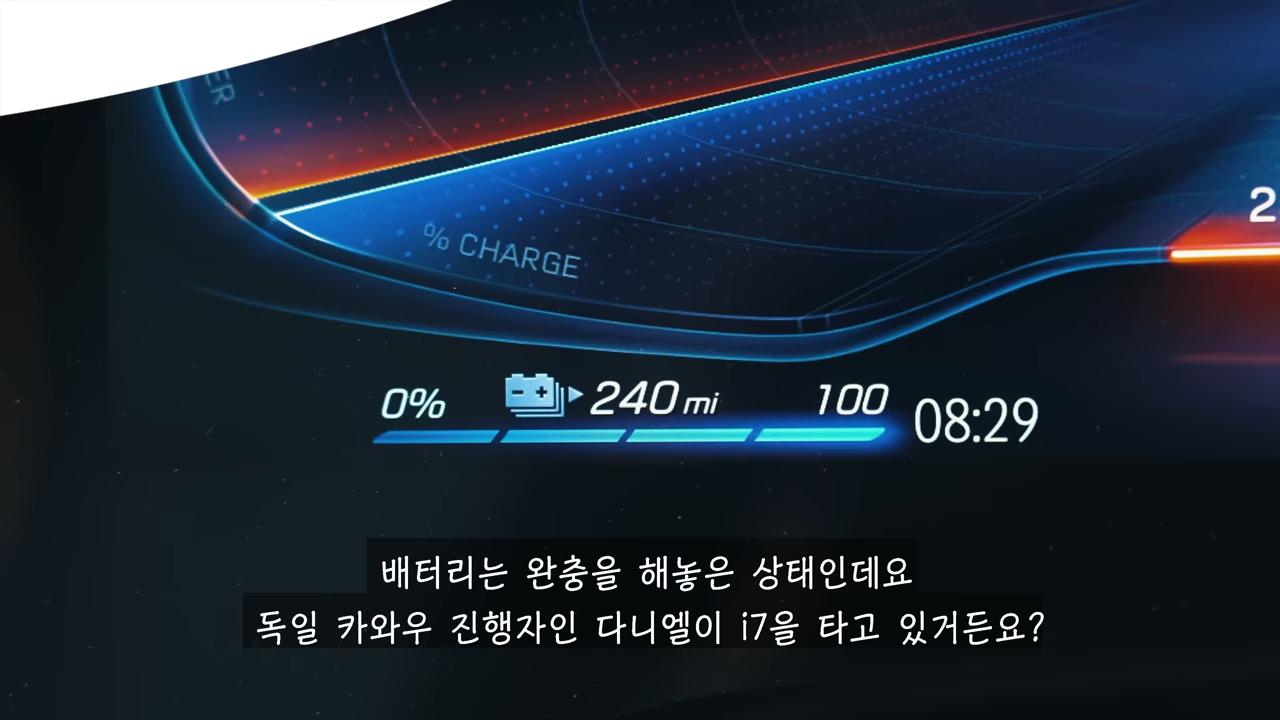 % CHARGE
2
0% 240 mi 100 08:29
배터리는 완충을 해놓은 상태인데요
독일 카와우 진행자인 다니엘이 i7을 타고 있거든요?